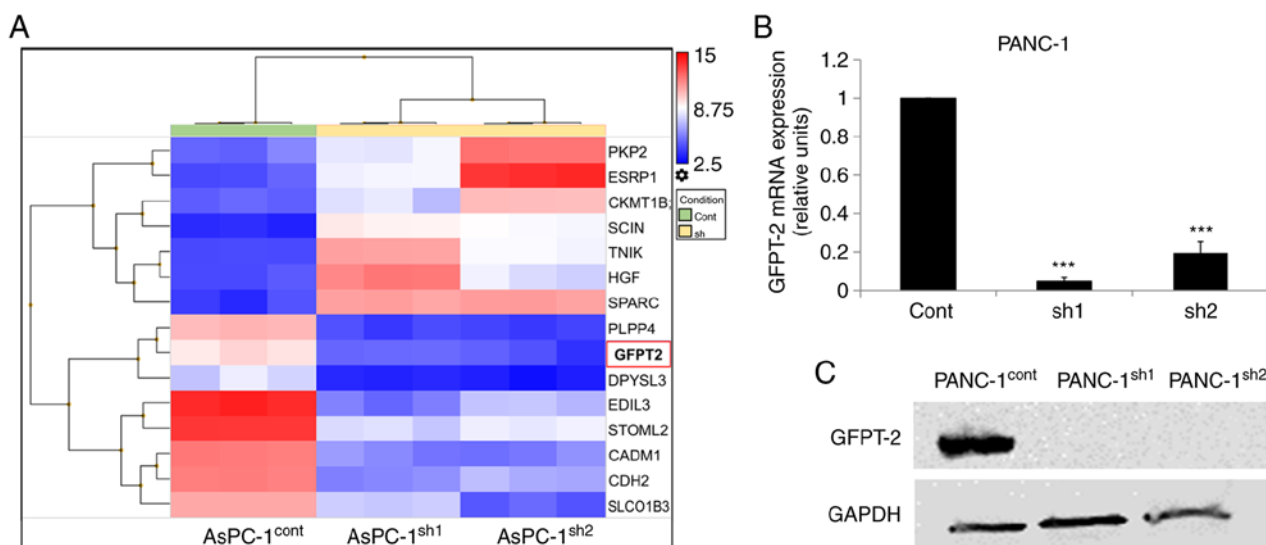 A
15
8.75
2.5
Condition
Cont
sh
PKP2
ESRP1
CKMT1B;
SCIN
TNIK
HGF
SPARC
PLPP4
GFPT2
DPYSL3
EDIL3
STOML2
CADM1
CDH2
SLCO1B3
AsPC-1cont AsPC-1sh1 AsPC-1sh2
B
PANC-1
GFPT-2 mRNA expression
(relative units)
1.2
1
0.8
0.6
0.4
0.2
0
*** ***
Cont sh1 sh2
C
PANC-1cont PANC-1sh1 PANC-1sh2
GFPT-2
GAPDH